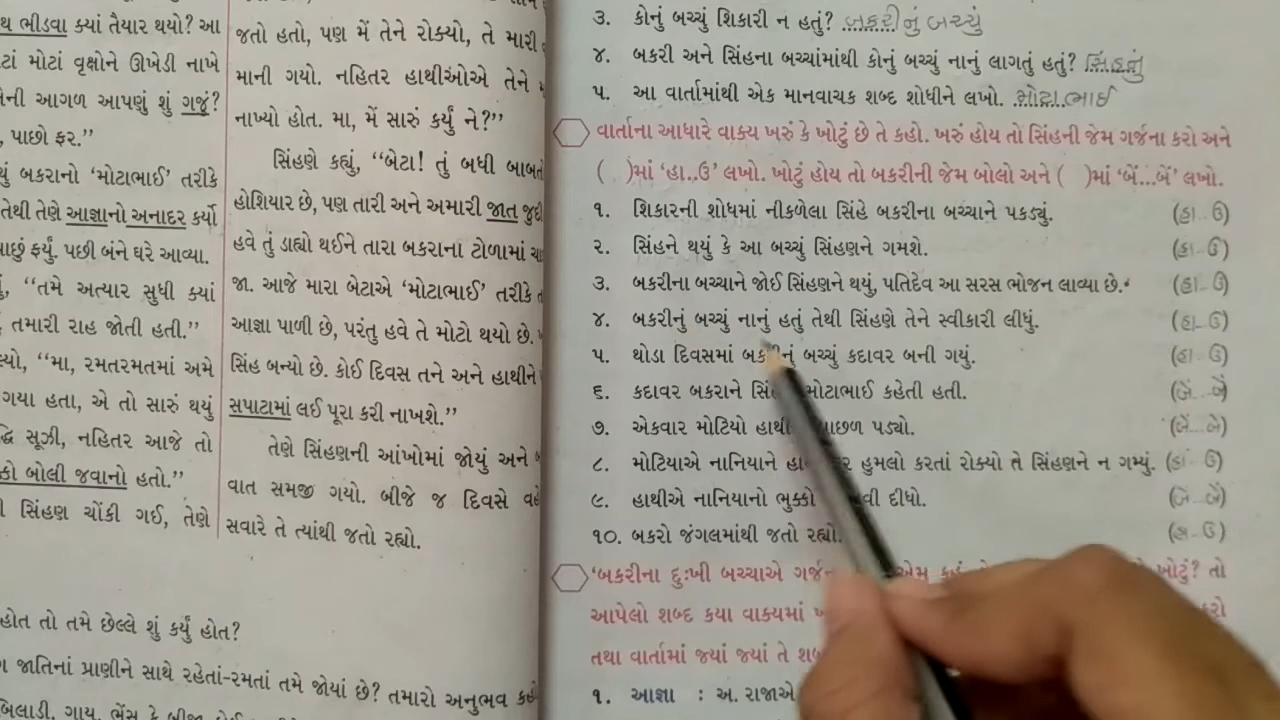 થ ભીડવા ક્યાં તૈયાર થયો? આ
ટાં મોટાં વૃક્ષોને ઊખેડી નાખે
તેની આગળ આપણું શું ગજું?
, પાછો ફર.”
યું બકરાનો ‘મોટાભાઈ’ તરીકે
તેથી તેણે આજ્ઞાનો અનાદર કર્યો
પાછું ફર્યું. પછી બંને ઘરે આવ્યા.
“તમે અત્યાર સુધી ક્યાં
તમારી રાહ જોતી હતી.”
“મા, રમતરમતમાં અમે
ગયા હતા, એ તો સારું થયું
દ્ધિ સૂઝી, નહિતર આજે તો
ક્કો બોલી જવાનો હતો.”
સિંહણ ચોંકી ગઈ, તેણે
હોત તો તમે છેલ્લે શું કર્યું હોત?
જાતિનાં પ્રાણીને સાથે રહેતાં-રમતાં તમે જોયાં છે? તમારો અનુભવ કહો
બિલાડી, ગાય, ભેંસ કે
જતો હતો, પણ મેં તેને રોક્યો, તે મારી
માની ગયો. નહિતર હાથીઓએ તેને
નાખ્યો હોત. મા, મેં સારું કર્યું ને?”
સિંહણે કહ્યું, “બેટા! તું બધી બાબતે
હોશિયાર છે, પણ તારી અને અમારી જાત જુદી
હવે તું ડાહ્યો થઈને તારા બકરાના ટોળામાં
જા. આજે મારા બેટાએ ‘મોટાભાઈ’ તરીકે
આજ્ઞા પાળી છે, પરંતુ હવે તે મોટો થયો છે.
સિંહ બન્યો છે. કોઈ દિવસ તને અને હાથીને
સપાટામાં લઈ પૂરા કરી નાખશે.”
તેણે સિંહણની આંખોમાં જોયું અને
વાત સમજી ગયો. બીજે જ દિવસે
સવારે તે ત્યાંથી જતો રહ્યો.
૩. કોનું બચ્ચું શિકારી ન હતું? બકરીનું બચ્ચું
૪. બકરી અને સિંહના બચ્ચાંમાંથી કોનું બચ્ચું નાનું લાગતું હતું? સિંહનું
૫. આ વાર્તામાંથી એક માનવાચક શબ્દ શોધીને લખો. મોટાભાઈ
વાર્તાના આધારે વાક્ય ખરું કે ખોટું છે તે કહો. ખરું હોય તો સિંહની જેમ ગર્જના કરો અને
( )માં ‘હા..ઉ’ લખો. ખોટું હોય તો બકરીની જેમ બોલો અને ( )માં ‘બેં...બેં’ લખો.
૧. શિકારની શોધમાં નીકળેલા સિંહે બકરીના બચ્ચાને પકડ્યું. (હા..ઉ)
૨. સિંહને થયું કે આ બચ્ચું સિંહણને ગમશે. (હા..ઉ)
૩. બકરીના બચ્ચાને જોઈ સિંહણને થયું, પતિદેવ આ સરસ ભોજન લાવ્યા છે. (હા..ઉ)
૪. બકરીનું બચ્ચું નાનું હતું તેથી સિંહણે તેને સ્વીકારી લીધું. (હા..ઉ)
૫. થોડા દિવસમાં બકરીનું બચ્ચું કદાવર બની ગયું. (હા..ઉ)
૬. કદાવર બકરાને મોટાભાઈ કહેતી હતી. (બેં...બેં)
૭. એકવાર મોટિયો હાથી પાછળ પડ્યો. (બેં...બેં)
૮. મોટિયાએ નાનિયાને હુમલો કરતાં રોક્યો તે સિંહણને ન ગમ્યું. (હા..ઉ)
૯. હાથીએ નાનિયાનો ભુક્કો દીધો. (બેં...બેં)
૧૦. બકરો જંગલમાંથી જતો રહ્યો. (હા..ઉ)
‘બકરીના દુઃખી બચ્ચાએ ખોટું? તો
આપેલો શબ્દ કયા વાક્યમાં
તથા વાર્તામાં જ્યાં જ્યાં તે
૧. આજ્ઞા : અ. રાજાએ